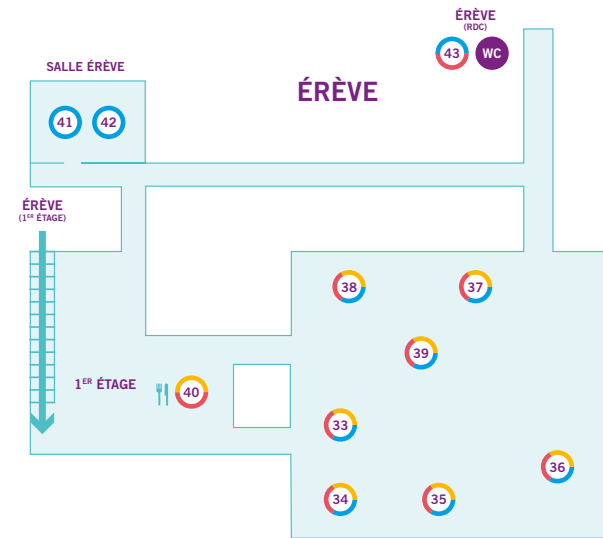 ÉRÈVE
(RDC)
43 WC
SALLE ÉRÈVE
ÉRÈVE
41 42
ÉRÈVE
(1ER ÉTAGE)
38 37
39
1ER ÉTAGE 40
33
36
34 35